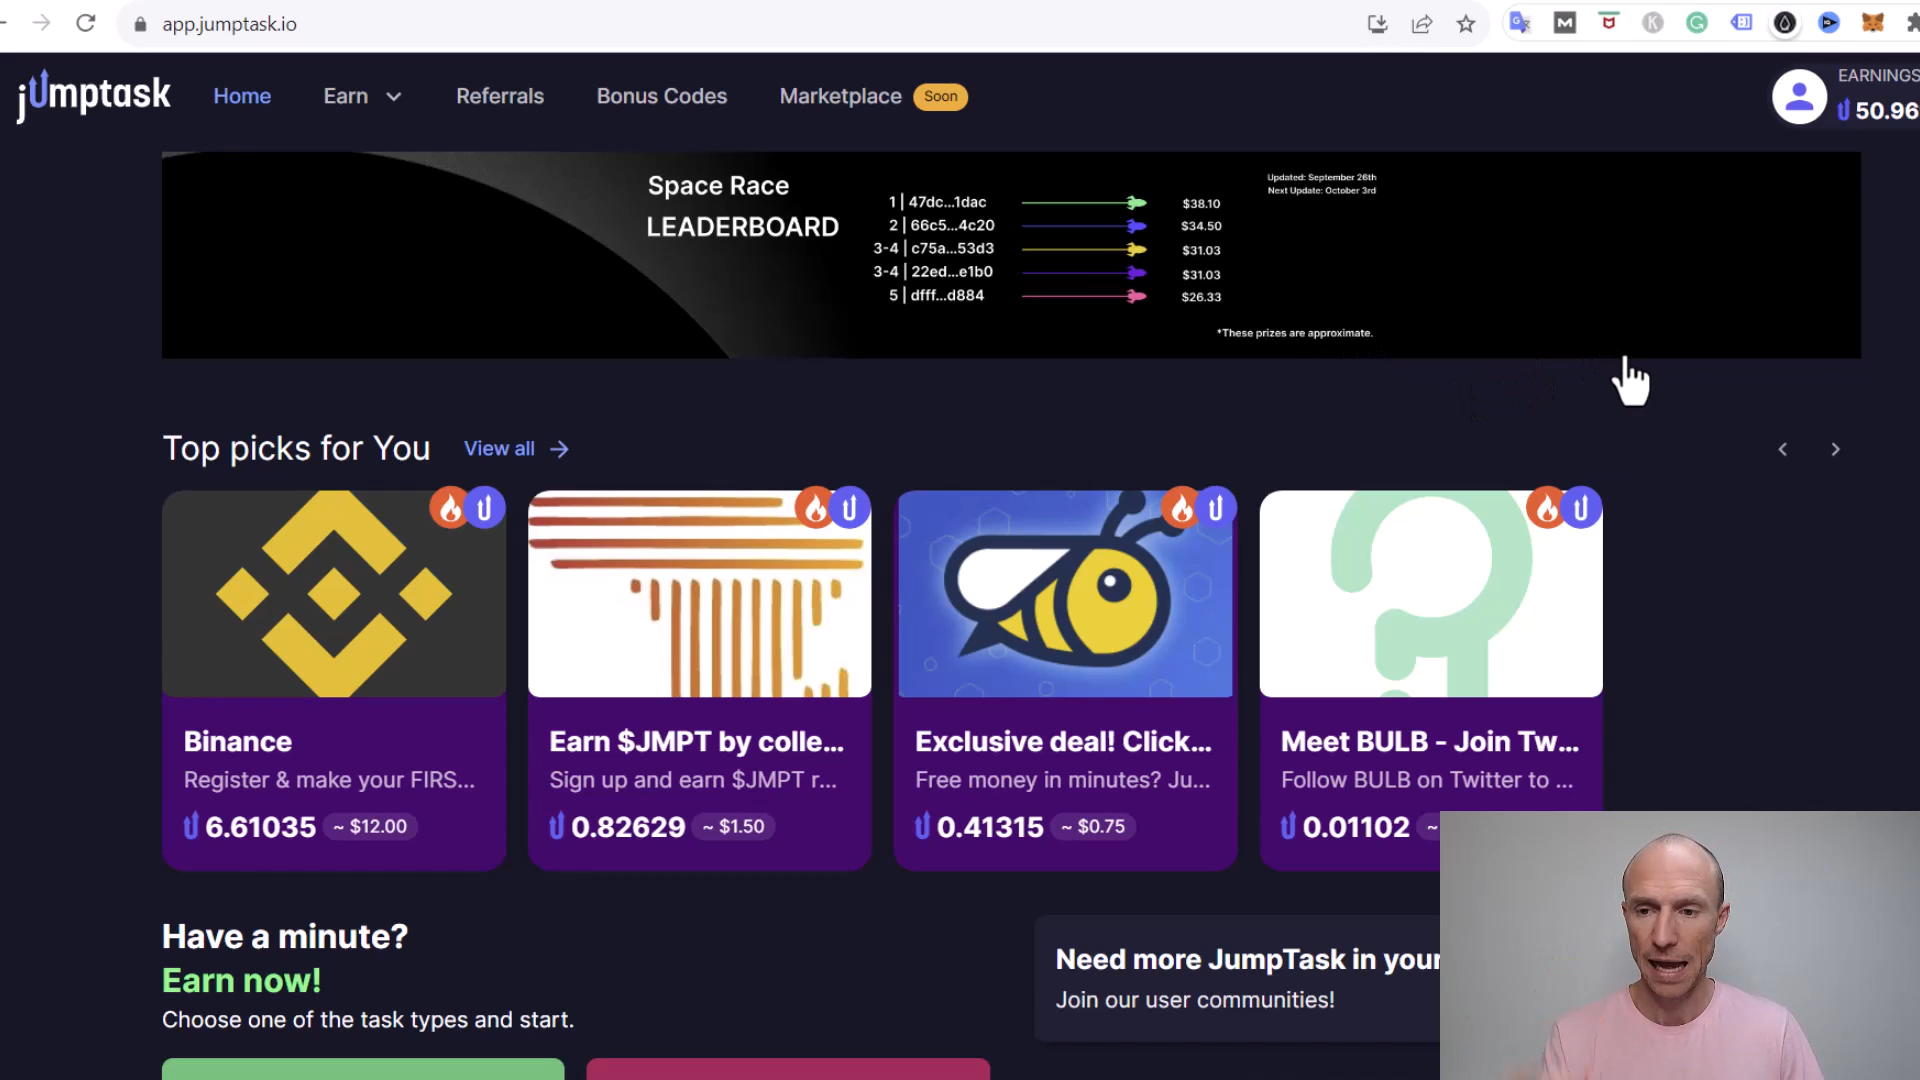 app.jumptask.io
jumptask
Home
Earn
Referrals
Bonus Codes
Marketplace
Soon
EARNINGS
50.96
Space Race
LEADERBOARD
1 | 47dc...1dac
$38.10
2 | 66c5...4c20
$34.50
3-4 | c75a...53d3
$31.03
3-4 | 22ed...e1b0
$31.03
5 | dfff...d884
$26.33
Updated: September 26th
Next Update: October 3rd
*These prizes are approximate.
Top picks for You
View all
Binance
Register & make your FIRS...
6.61035
~ $12.00
Earn $JMPT by colle...
Sign up and earn $JMPT r...
0.82629
~ $1.50
Exclusive deal! Click...
Free money in minutes? Ju...
0.41315
~ $0.75
Meet BULB - Join Tw...
Follow BULB on Twitter to ...
0.01102
~
Have a minute?
Earn now!
Choose one of the task types and start.
Need more JumpTask in your
Join our user communities!